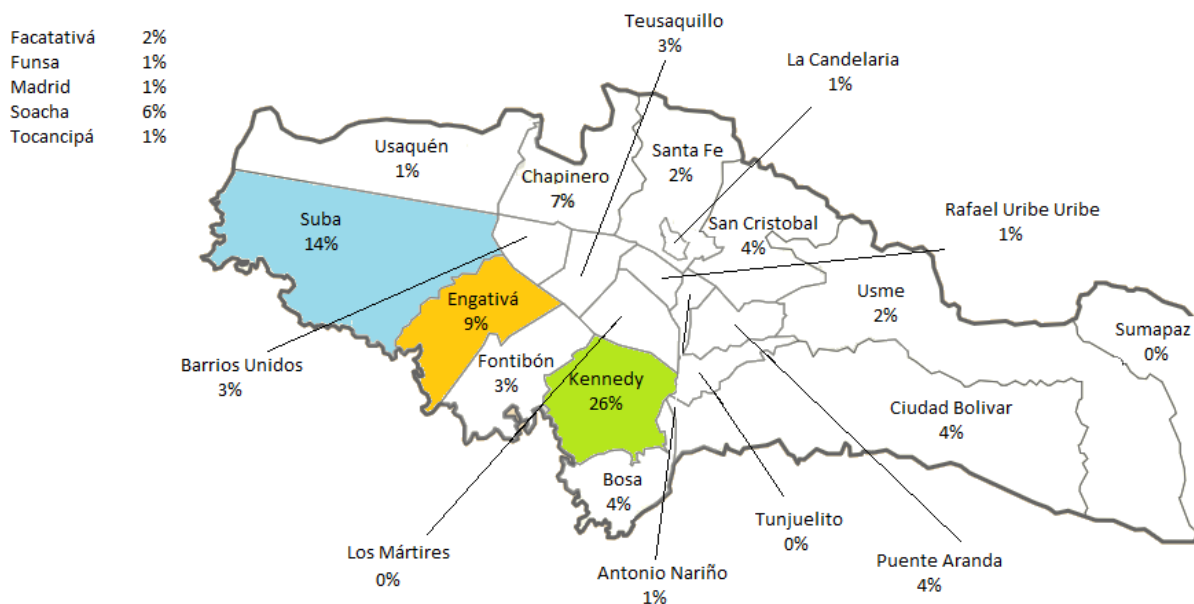 Facatativá 2%
Funsa 1%
Madrid 1%
Soacha 6%
Tocancipá 1%
Teusaquillo
3%
La Candelaria
1%
Usaquén
1%
Chapinero
7%
Santa Fe
2%
Suba
14%
San Cristobal
4%
Rafael Uribe Uribe
1%
Engativá
9%
Usme
2%
Sumapaz
0%
Barrios Unidos
3%
Fontibón
3%
Kennedy
26%
Ciudad Bolivar
4%
Bosa
4%
Los Mártires
0%
Antonio Nariño
1%
Tunjuelito
0%
Puente Aranda
4%